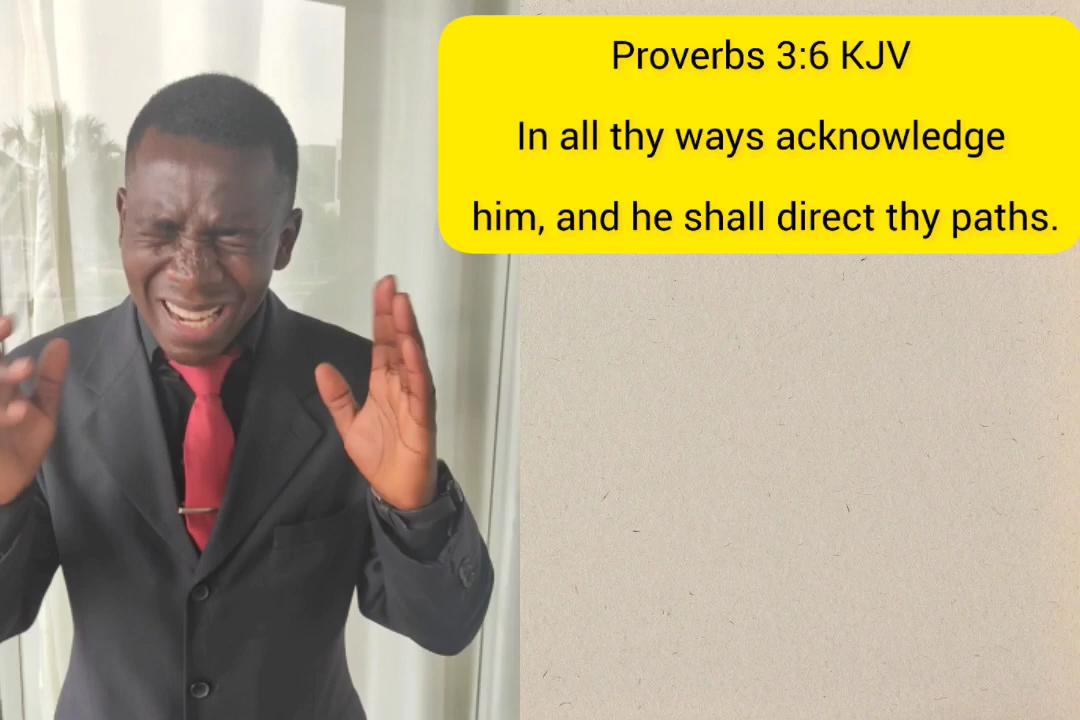 Proverbs 3:6 KJV
In all thy ways acknowledge
him, and he shall direct thy paths.